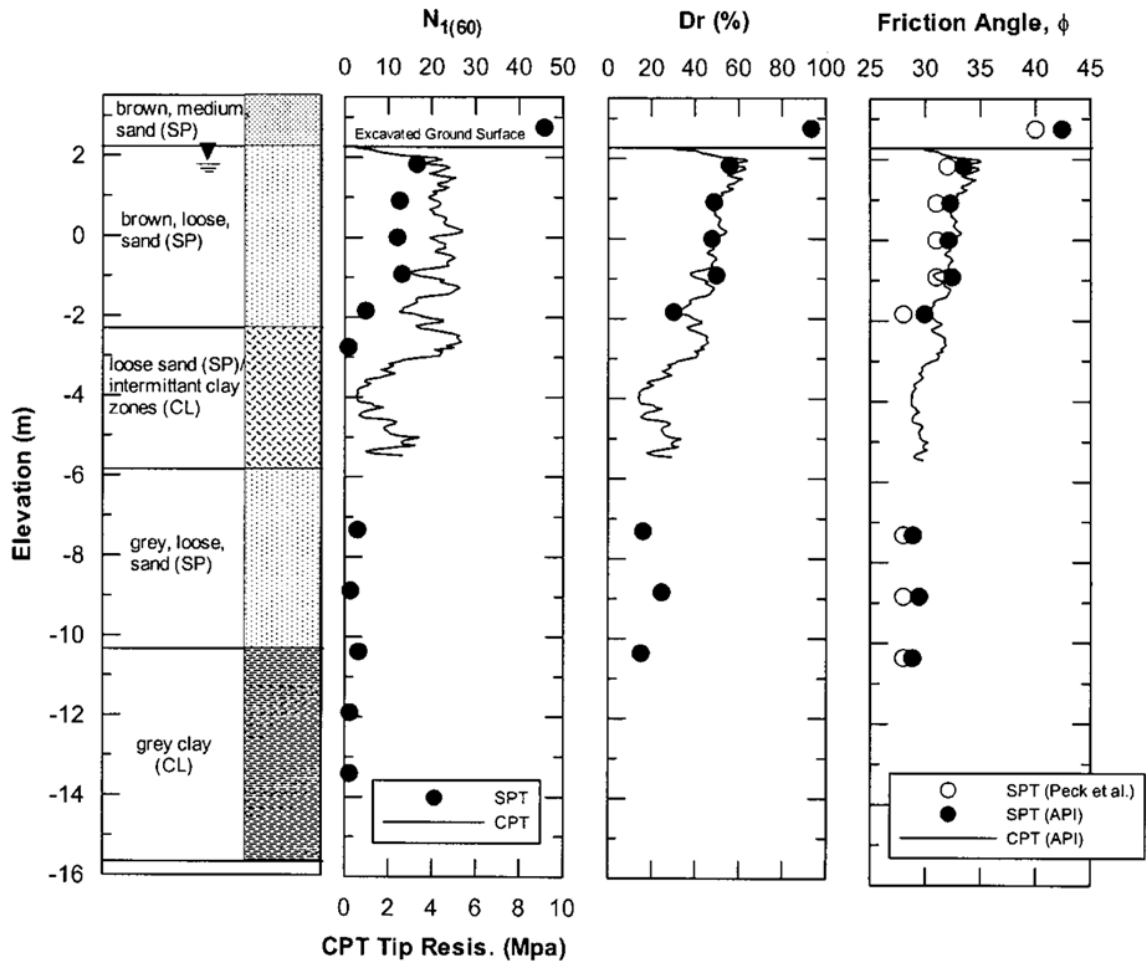 N1(60)
Dr (%)
Friction Angle, ϕ
0 10 20 30 40 50
0 20 40 60 80 100
25 30 35 40 45
brown, medium
sand (SP)
Excavated Ground Surface
brown, loose,
sand (SP)
loose sand (SP)/
intermittant clay
zones (CL)
grey, loose,
sand (SP)
grey clay
(CL)
Elevation (m)
2
0
-2
-4
-6
-8
-10
-12
-14
-16
SPT
CPT
SPT (Peck et al.)
SPT (API)
CPT (API)
0 2 4 6 8 10
CPT Tip Resis. (Mpa)